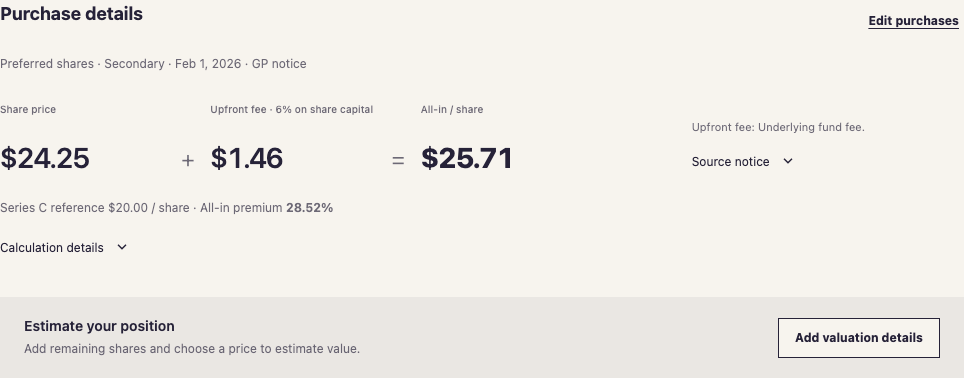 Purchase details
Edit purchases
Preferred shares · Secondary · Feb 1, 2026 · GP notice
Share price
Upfront fee · 6% on share capital
All-in / share
$24.25
+
$1.46
=
$25.71
Upfront fee: Underlying fund fee.
Source notice
Series C reference $20.00 / share · All-in premium 28.52%
Calculation details
Estimate your position
Add remaining shares and choose a price to estimate value.
Add valuation details